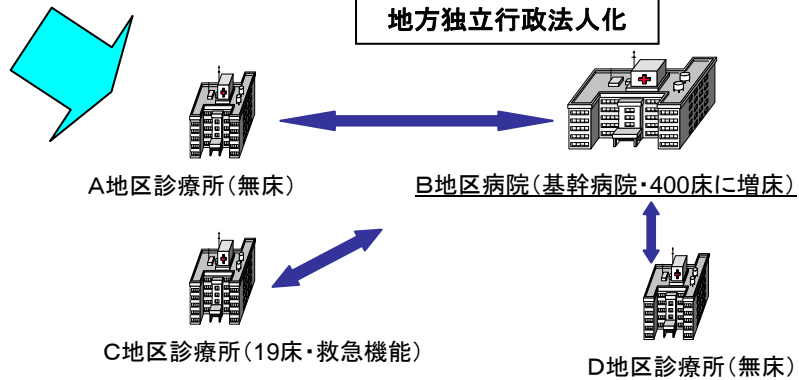 地方独立行政法人化
A地区診療所(無床)
B地区病院(基幹病院・400床に増床)
C地区診療所(19床・救急機能)
D地区診療所(無床)